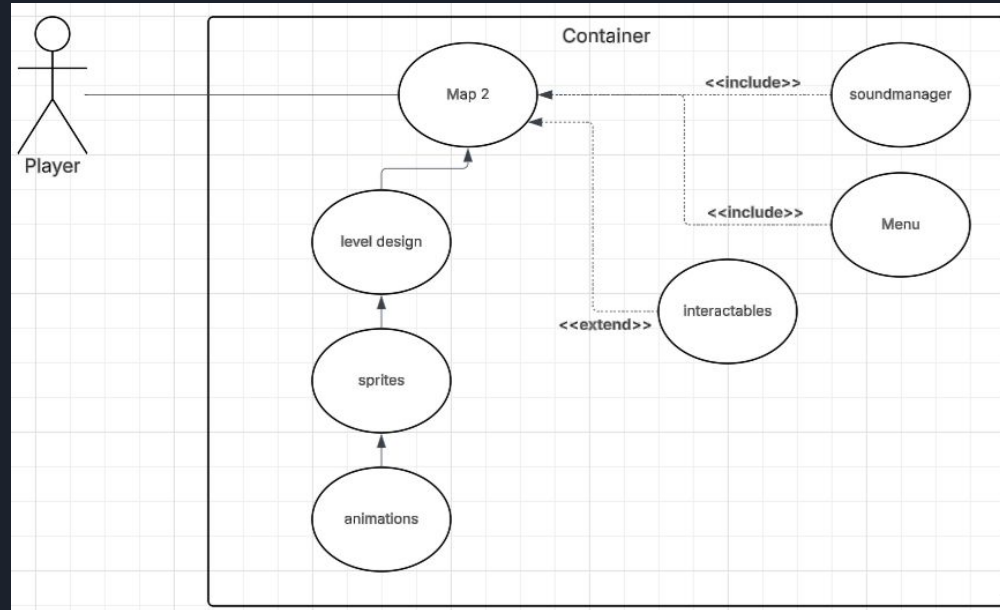 Container
Map 2
<<include>>
soundmanager
Player
<<include>>
Menu
level design
interactables
<<extend>>
sprites
animations